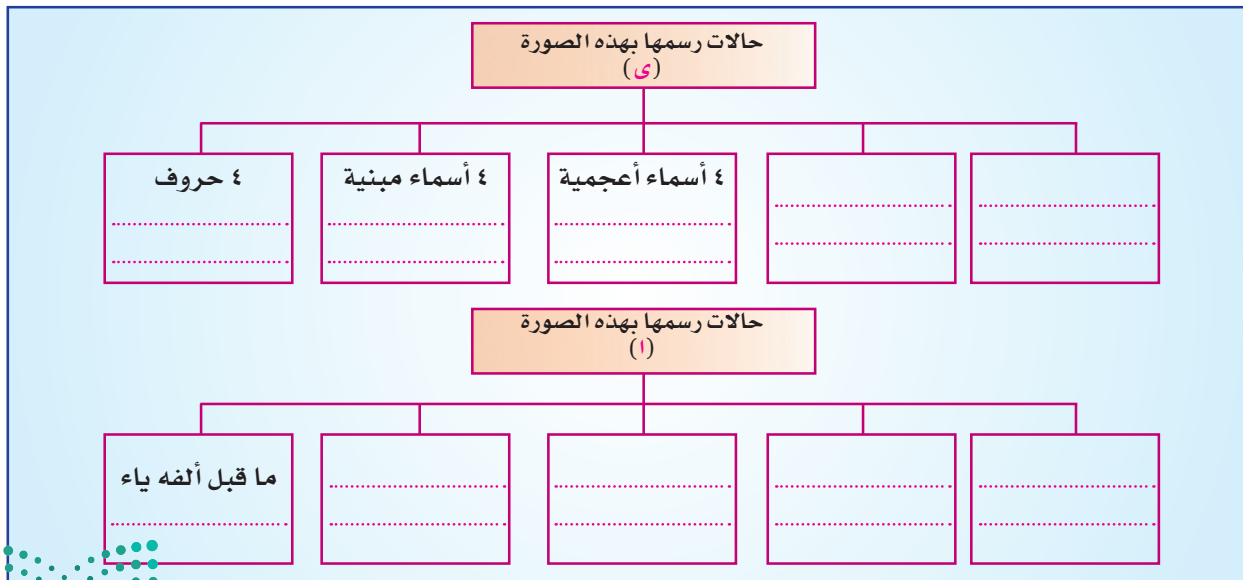 حالات رسمها بهذه الصورة
(ى)
٤ أسماء أعجمية
٤ أسماء مبنية
٤ حروف
حالات رسمها بهذه الصورة
(ا)
ما قبل ألفه ياء